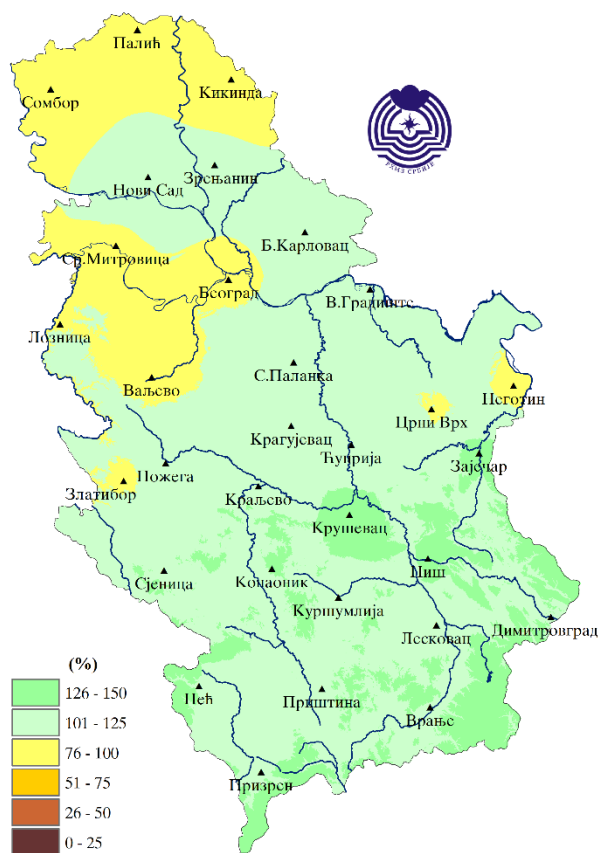 Палић
Кикинда
Сомбор
РХМЗ СРБИЈЕ
Зрењанин
Нови Сад
Б.Карловац
Ср.Митровица
Београд
В.Градиште
Лозница
С.Паланка
Ваљево
Неготин
Црни Врх
Крагујевац
Ћуприја
Зајечар
Пожега
Златибор
Краљево
Крушевац
Ниш
Сјеница
Копаоник
Куршумлија
Лесковац
Димитровград
(%)
126 - 150
Пећ
Приштина
Врање
101 - 125
76 - 100
51 - 75
Призрен
26 - 50
0 - 25